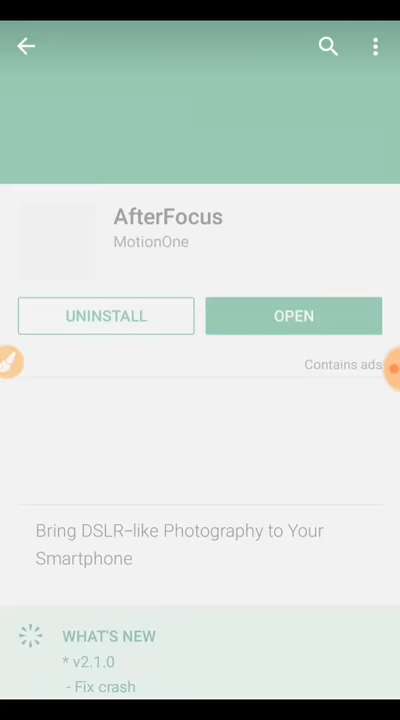 AfterFocus
MotionOne
UNINSTALL
OPEN
Contains ads
Bring DSLR-like Photography to Your
Smartphone
WHAT'S NEW
* v2.1.0
- Fix crash